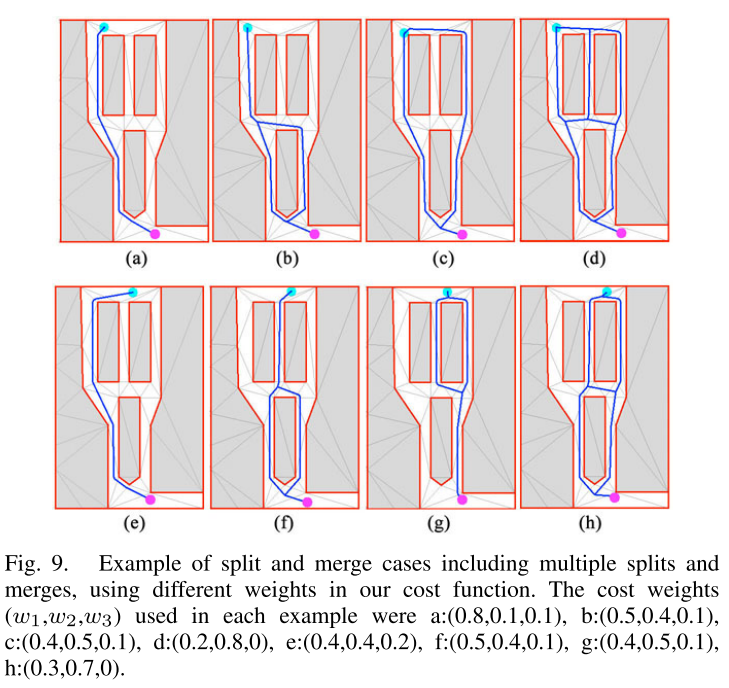 (a)
(b)
(c)
(d)
(e)
(f)
(g)
(h)
Fig. 9. Example of split and merge cases including multiple splits and
merges, using different weights in our cost function. The cost weights
(w1,w2,w3) used in each example were a:(0.8,0.1,0.1), b:(0.5,0.4,0.1),
c:(0.4,0.5,0.1), d:(0.2,0.8,0), e:(0.4,0.4,0.2), f:(0.5,0.4,0.1), g:(0.4,0.5,0.1),
h:(0.3,0.7,0).